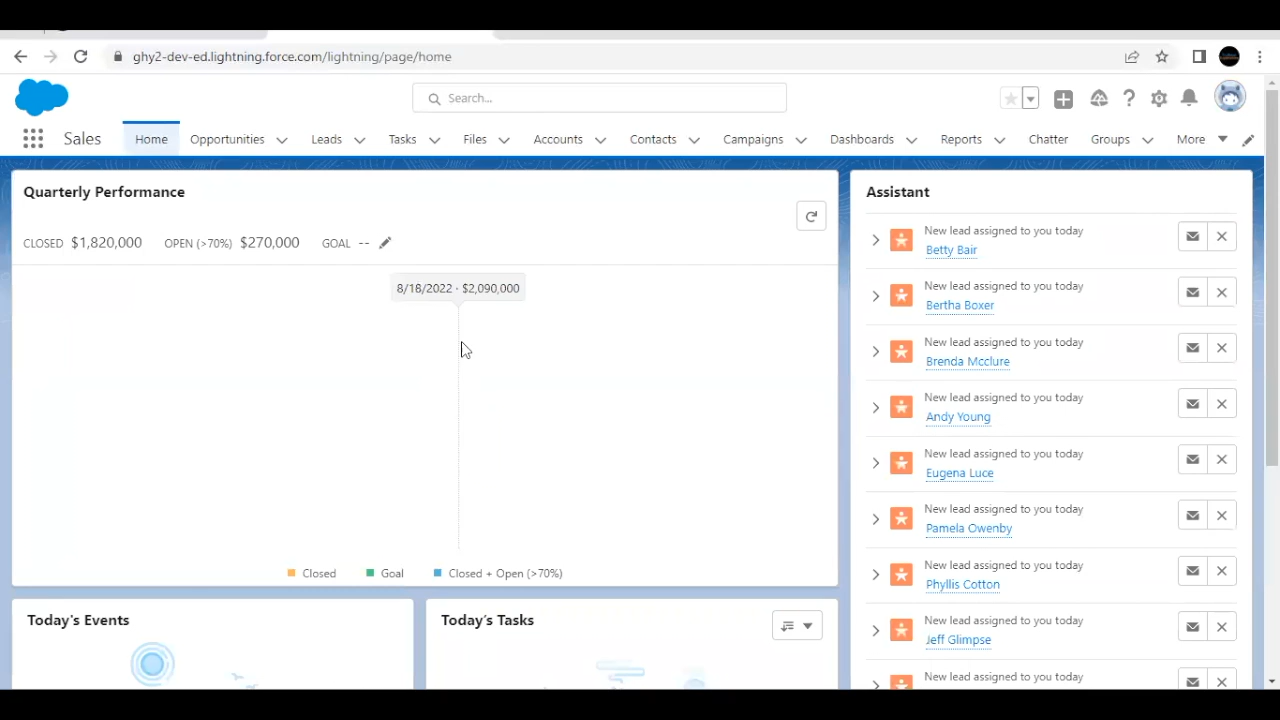 ghy2-dev-ed.lightning.force.com/lightning/page/home
Search...
Sales Home Opportunities Leads Tasks Files Accounts Contacts Campaigns Dashboards Reports Chatter Groups More
Quarterly Performance
CLOSED $1,820,000 OPEN (>70%) $270,000 GOAL --
8/18/2022 - $2,090,000
Closed Goal Closed + Open (>70%)
Today's Events
Today's Tasks
Assistant
New lead assigned to you today
Betty Bair
New lead assigned to you today
Bertha Boxer
New lead assigned to you today
Brenda Mcclure
New lead assigned to you today
Andy Young
New lead assigned to you today
Eugena Luce
New lead assigned to you today
Pamela Owenby
New lead assigned to you today
Phyllis Cotton
New lead assigned to you today
Jeff Glimpse
New lead assigned to you today